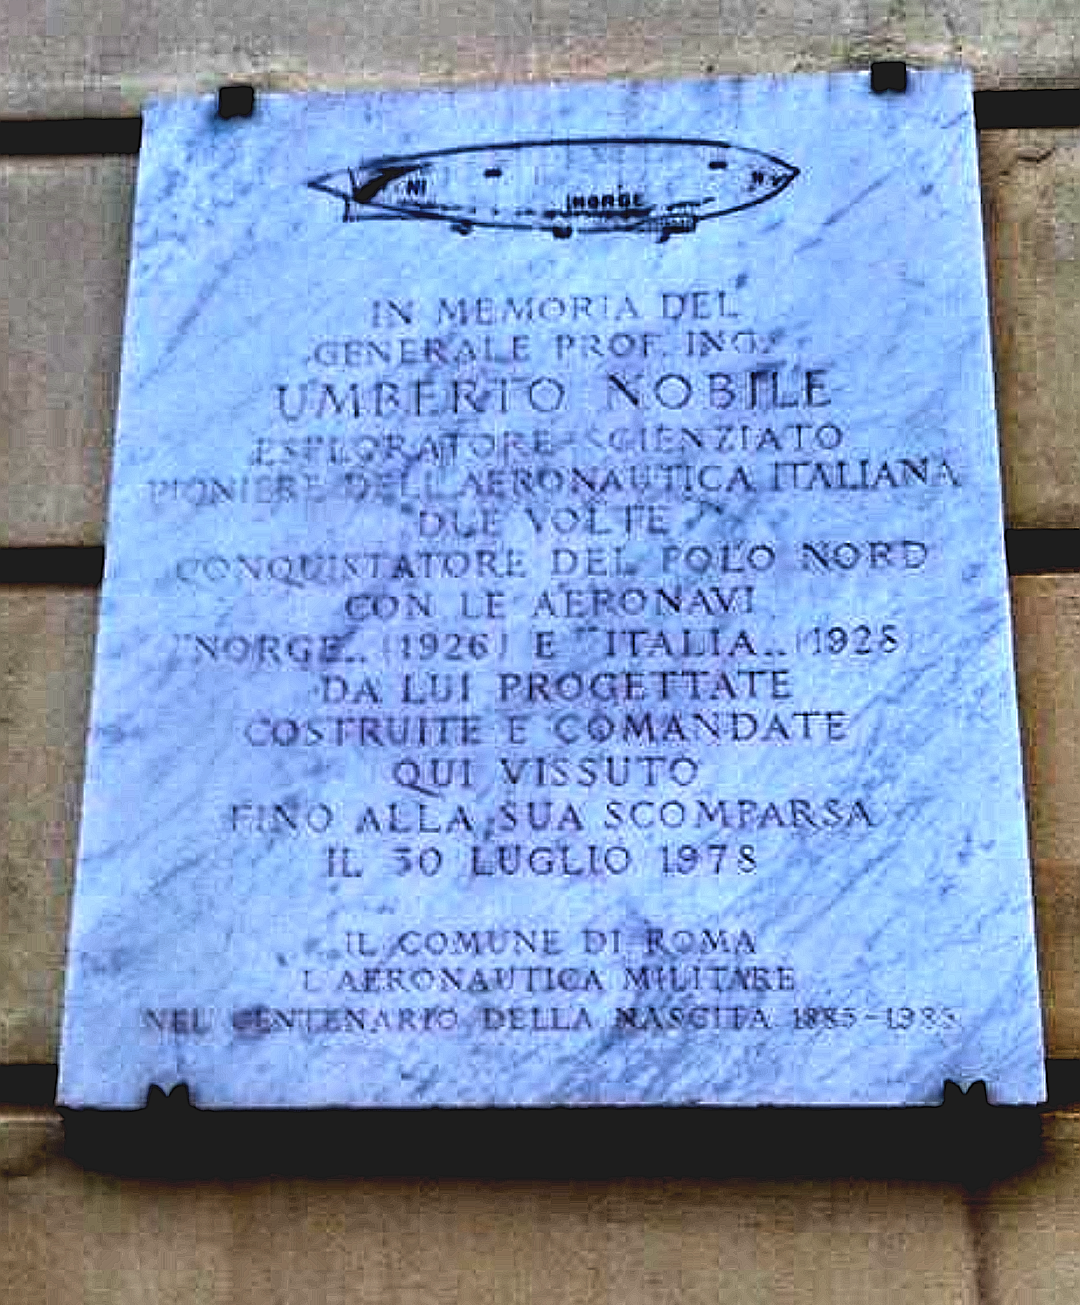 N1
NORGE
IN MEMORIA DEL
GENERALE PROF. ING.
UMBERTO NOBILE
ESPLORATORE SCIENZIATO
PIONIERE DELL'AERONAUTICA ITALIANA
DUE VOLTE
CONQUISTATORE DEL POLO NORD
CON LE AERONAVI
"NORGE„ (1926) E "ITALIA„ (1928)
DA LUI PROGETTATE
COSTRUITE E COMANDATE
QUI VISSUTO
FINO ALLA SUA SCOMPARSA
IL 30 LUGLIO 1978
IL COMUNE DI ROMA
L'AERONAUTICA MILITARE
NEL CENTENARIO DELLA NASCITA 1885-1985